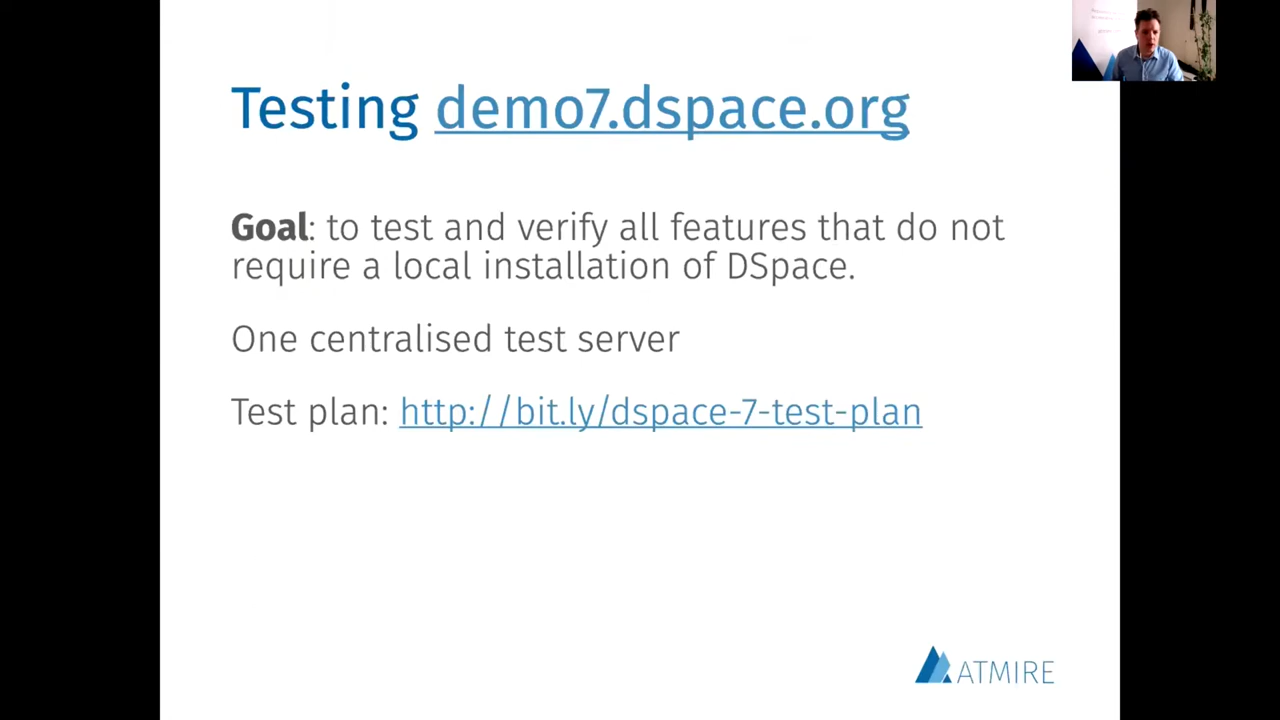 Testing demo7.dspace.org
Goal: to test and verify all features that do not
require a local installation of DSpace.
One centralised test server
Test plan: http://bit.ly/dspace-7-test-plan
ATMIRE